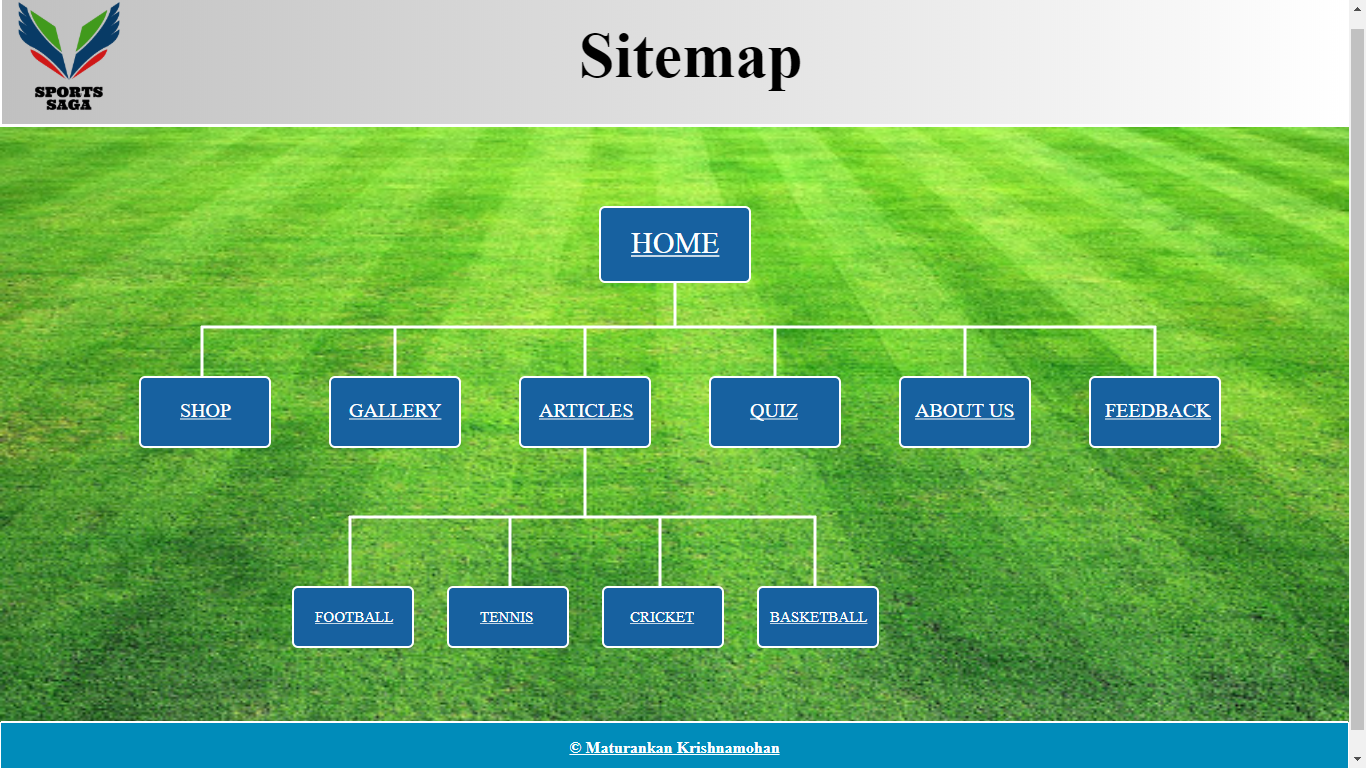 SPORTS
SAGA
Sitemap
HOME
SHOP
GALLERY
ARTICLES
QUIZ
ABOUT US
FEEDBACK
FOOTBALL
TENNIS
CRICKET
BASKETBALL
© Maturankan Krishnamohan